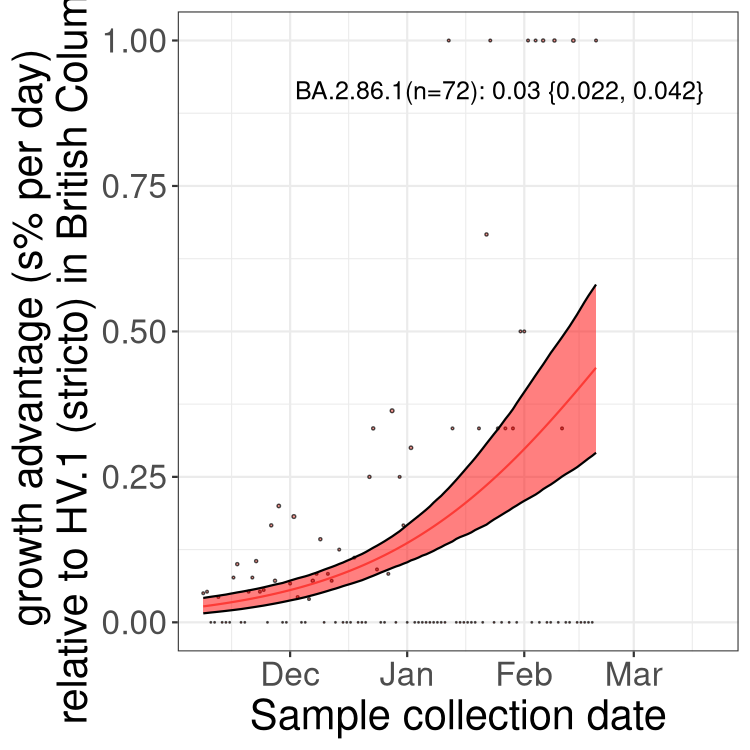 growth advantage (s% per day)
relative to HV.1 (stricto) in British Colum
1.00
0.75
0.50
0.25
0.00
BA.2.86.1(n=72): 0.03 {0.022, 0.042}
Dec Jan Feb Mar
Sample collection date